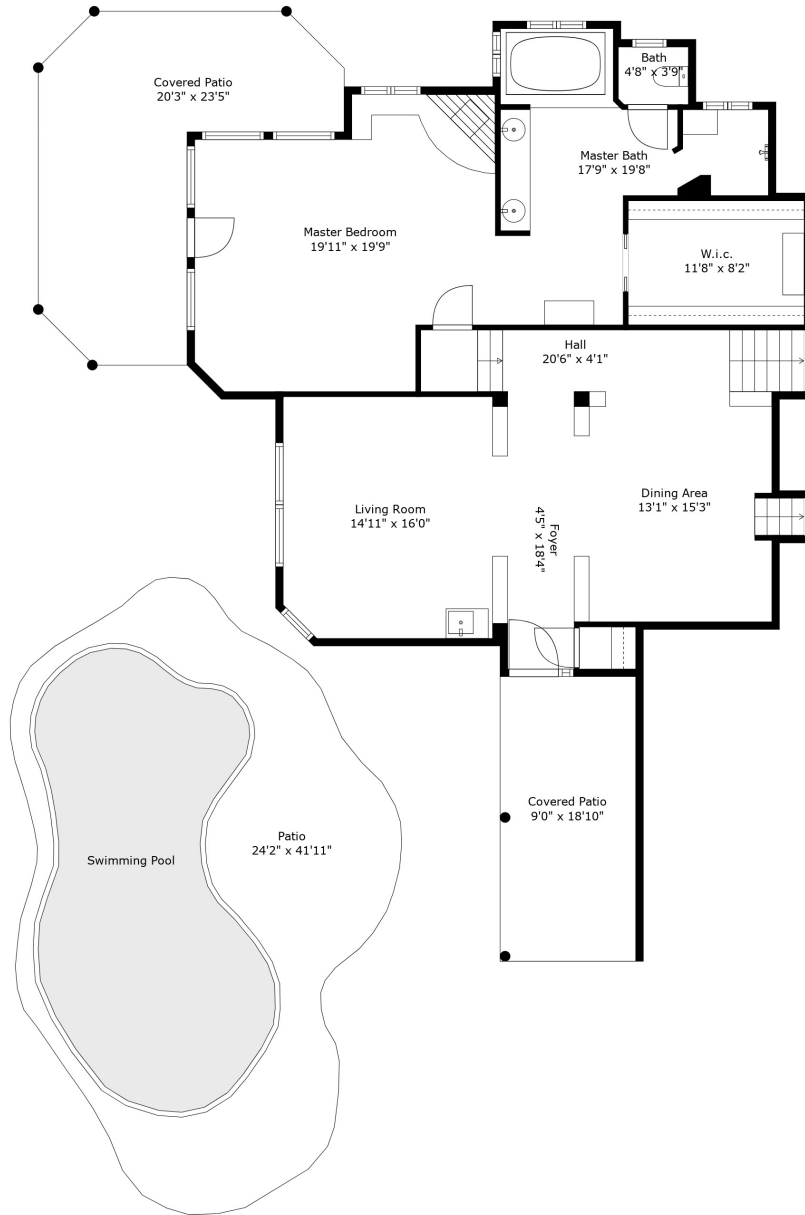 Covered Patio
20'3" x 23'5"
Bath
4'8" x 3'9"
Master Bath
17'9" x 19'8"
Master Bedroom
19'11" x 19'9"
W.i.c.
11'8" x 8'2"
Hall
20'6" x 4'1"
Living Room
14'11" x 16'0"
Foyer
4'5" x 18'4"
Dining Area
13'1" x 15'3"
Covered Patio
9'0" x 18'10"
Patio
24'2" x 41'11"
Swimming Pool